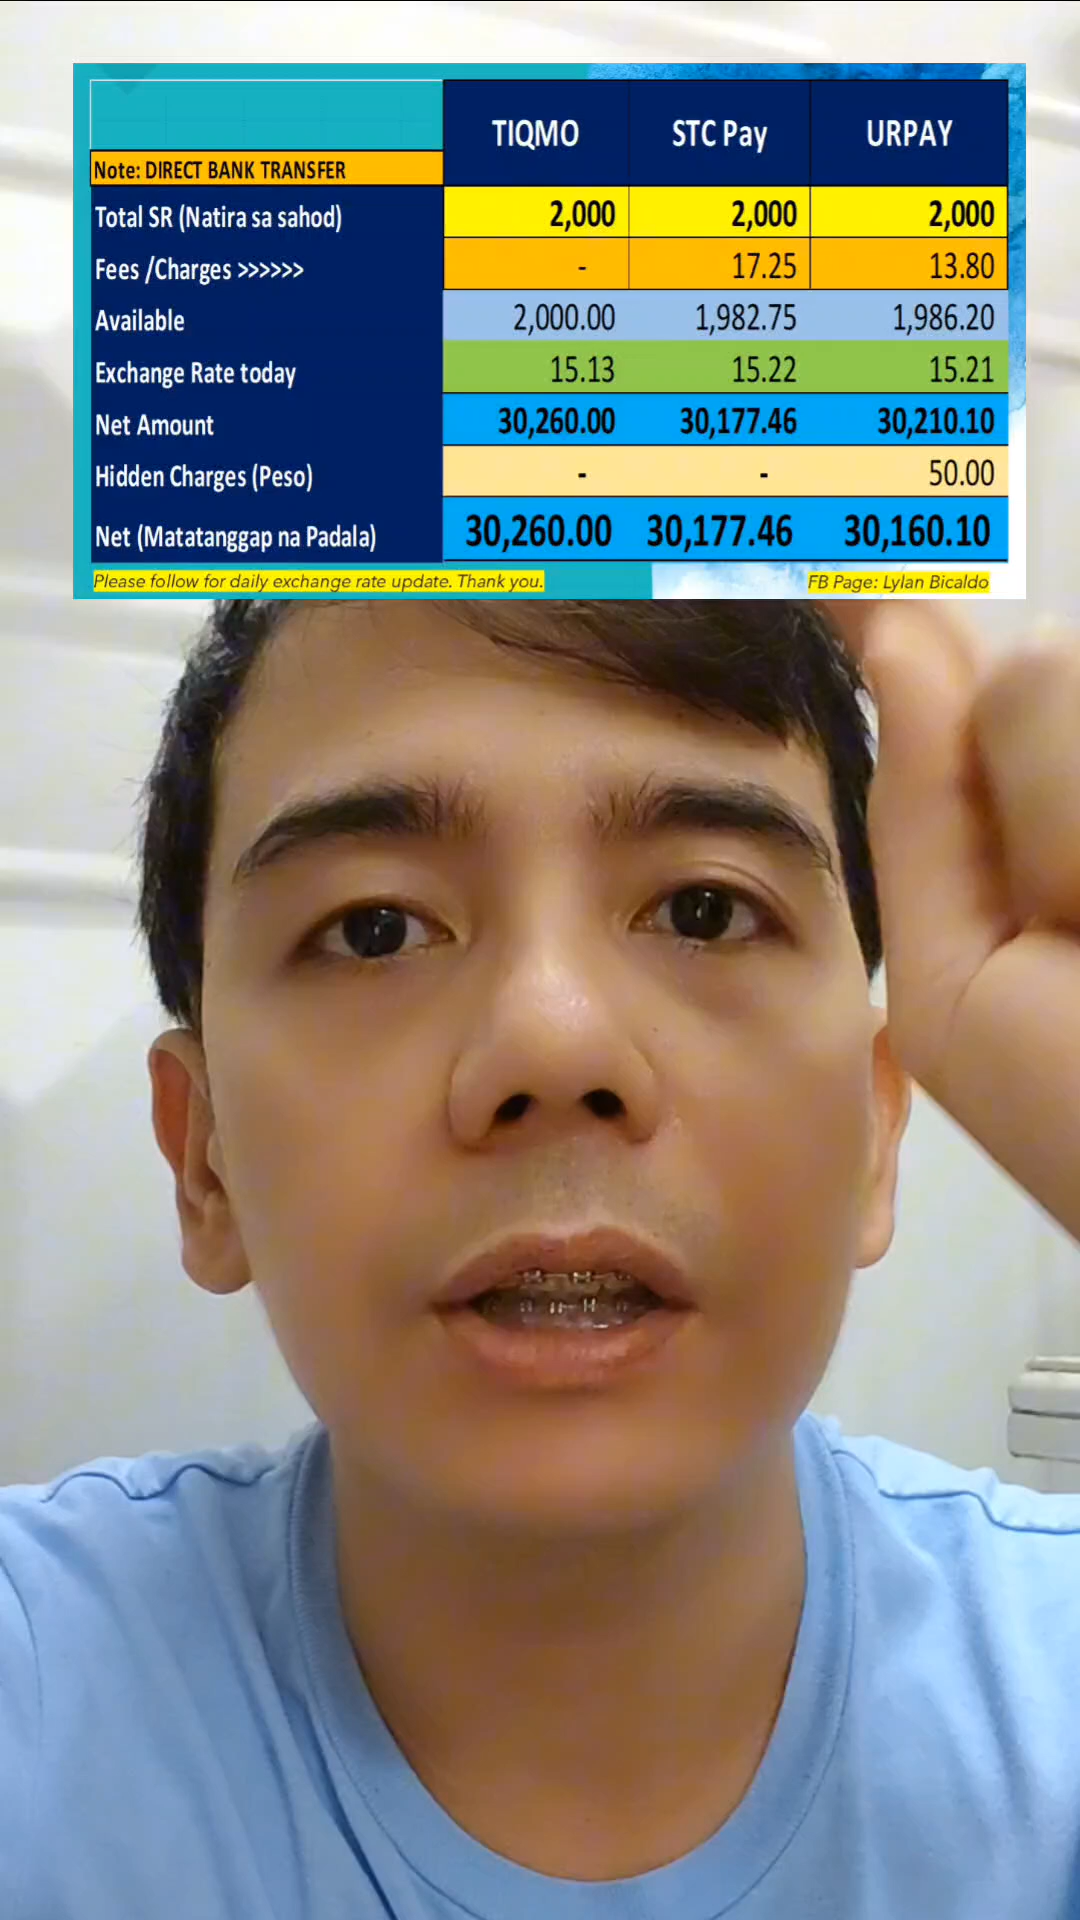 TIQMO STC Pay URPAY
Note: DIRECT BANK TRANSFER
Total SR (Natira sa sahod) 2,000 2,000 2,000
Fees /Charges >>>>>> - 17.25 13.80
Available 2,000.00 1,982.75 1,986.20
Exchange Rate today 15.13 15.22 15.21
Net Amount 30,260.00 30,177.46 30,210.10
Hidden Charges (Peso) - - 50.00
Net (Matatanggap na Padala) 30,260.00 30,177.46 30,160.10
Please follow for daily exchange rate update. Thank you. FB Page: Lylan Bicaldo